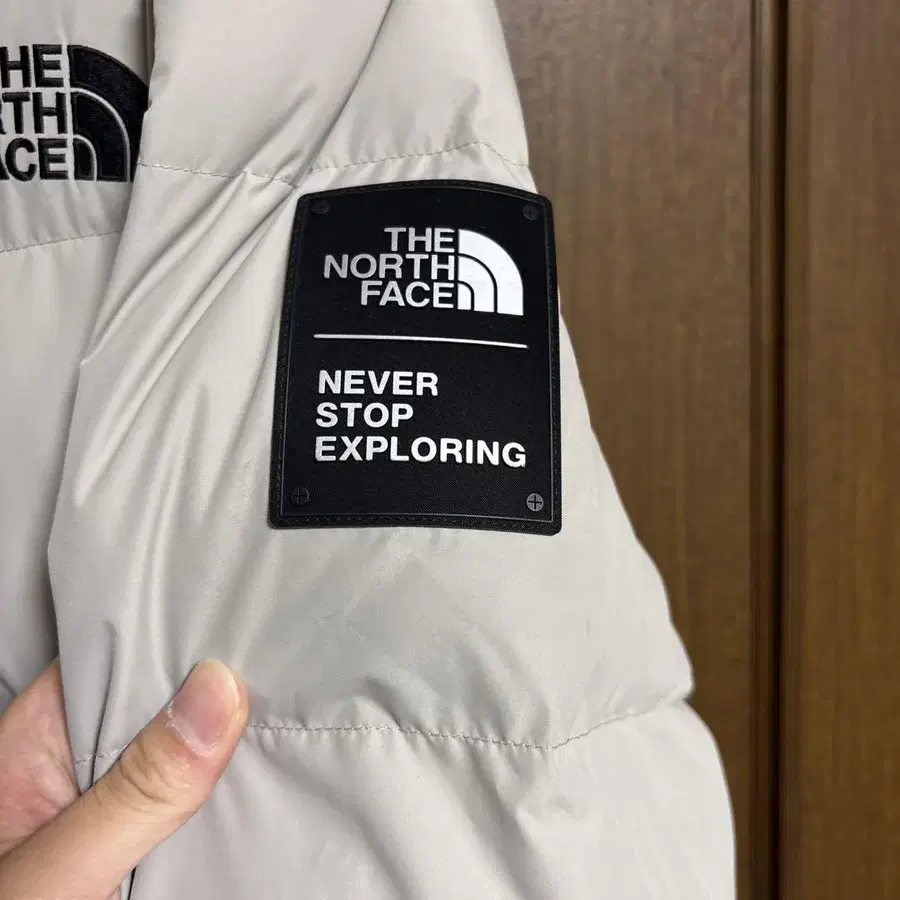 THE
NORTH
FACE
THE
NORTH
FACE
NEVER
STOP
EXPLORING